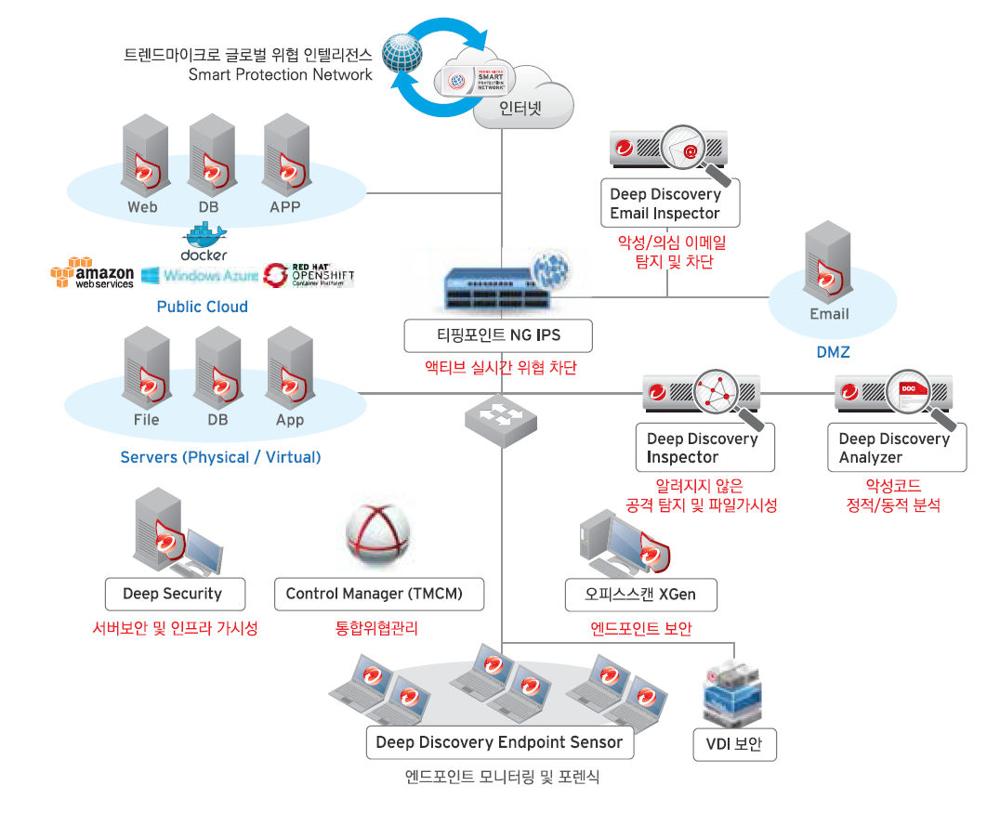 트렌드마이크로 글로벌 위협 인텔리전스
Smart Protection Network
TREND MICRO
SMART
PROTECTION
NETWORK
인터넷
Web
DB
APP
docker
amazon
webservices
Windows Azure
RED HAT
OPENSHIFT
Container Platform
Public Cloud
@
Deep Discovery
Email Inspector
악성/의심 이메일
탐지 및 차단
Email
DMZ
티핑포인트 NG IPS
액티브 실시간 위협 차단
File
DB
App
Servers (Physical / Virtual)
Deep Discovery
Inspector
알려지지 않은
공격 탐지 및 파일가시성
DOC
Deep Discovery
Analyzer
악성코드
정적/동적 분석
Deep Security
서버보안 및 인프라 가시성
Control Manager (TMCM)
통합위협관리
오피스스캔 XGen
엔드포인트 보안
Deep Discovery Endpoint Sensor
엔드포인트 모니터링 및 포렌식
VDI 보안